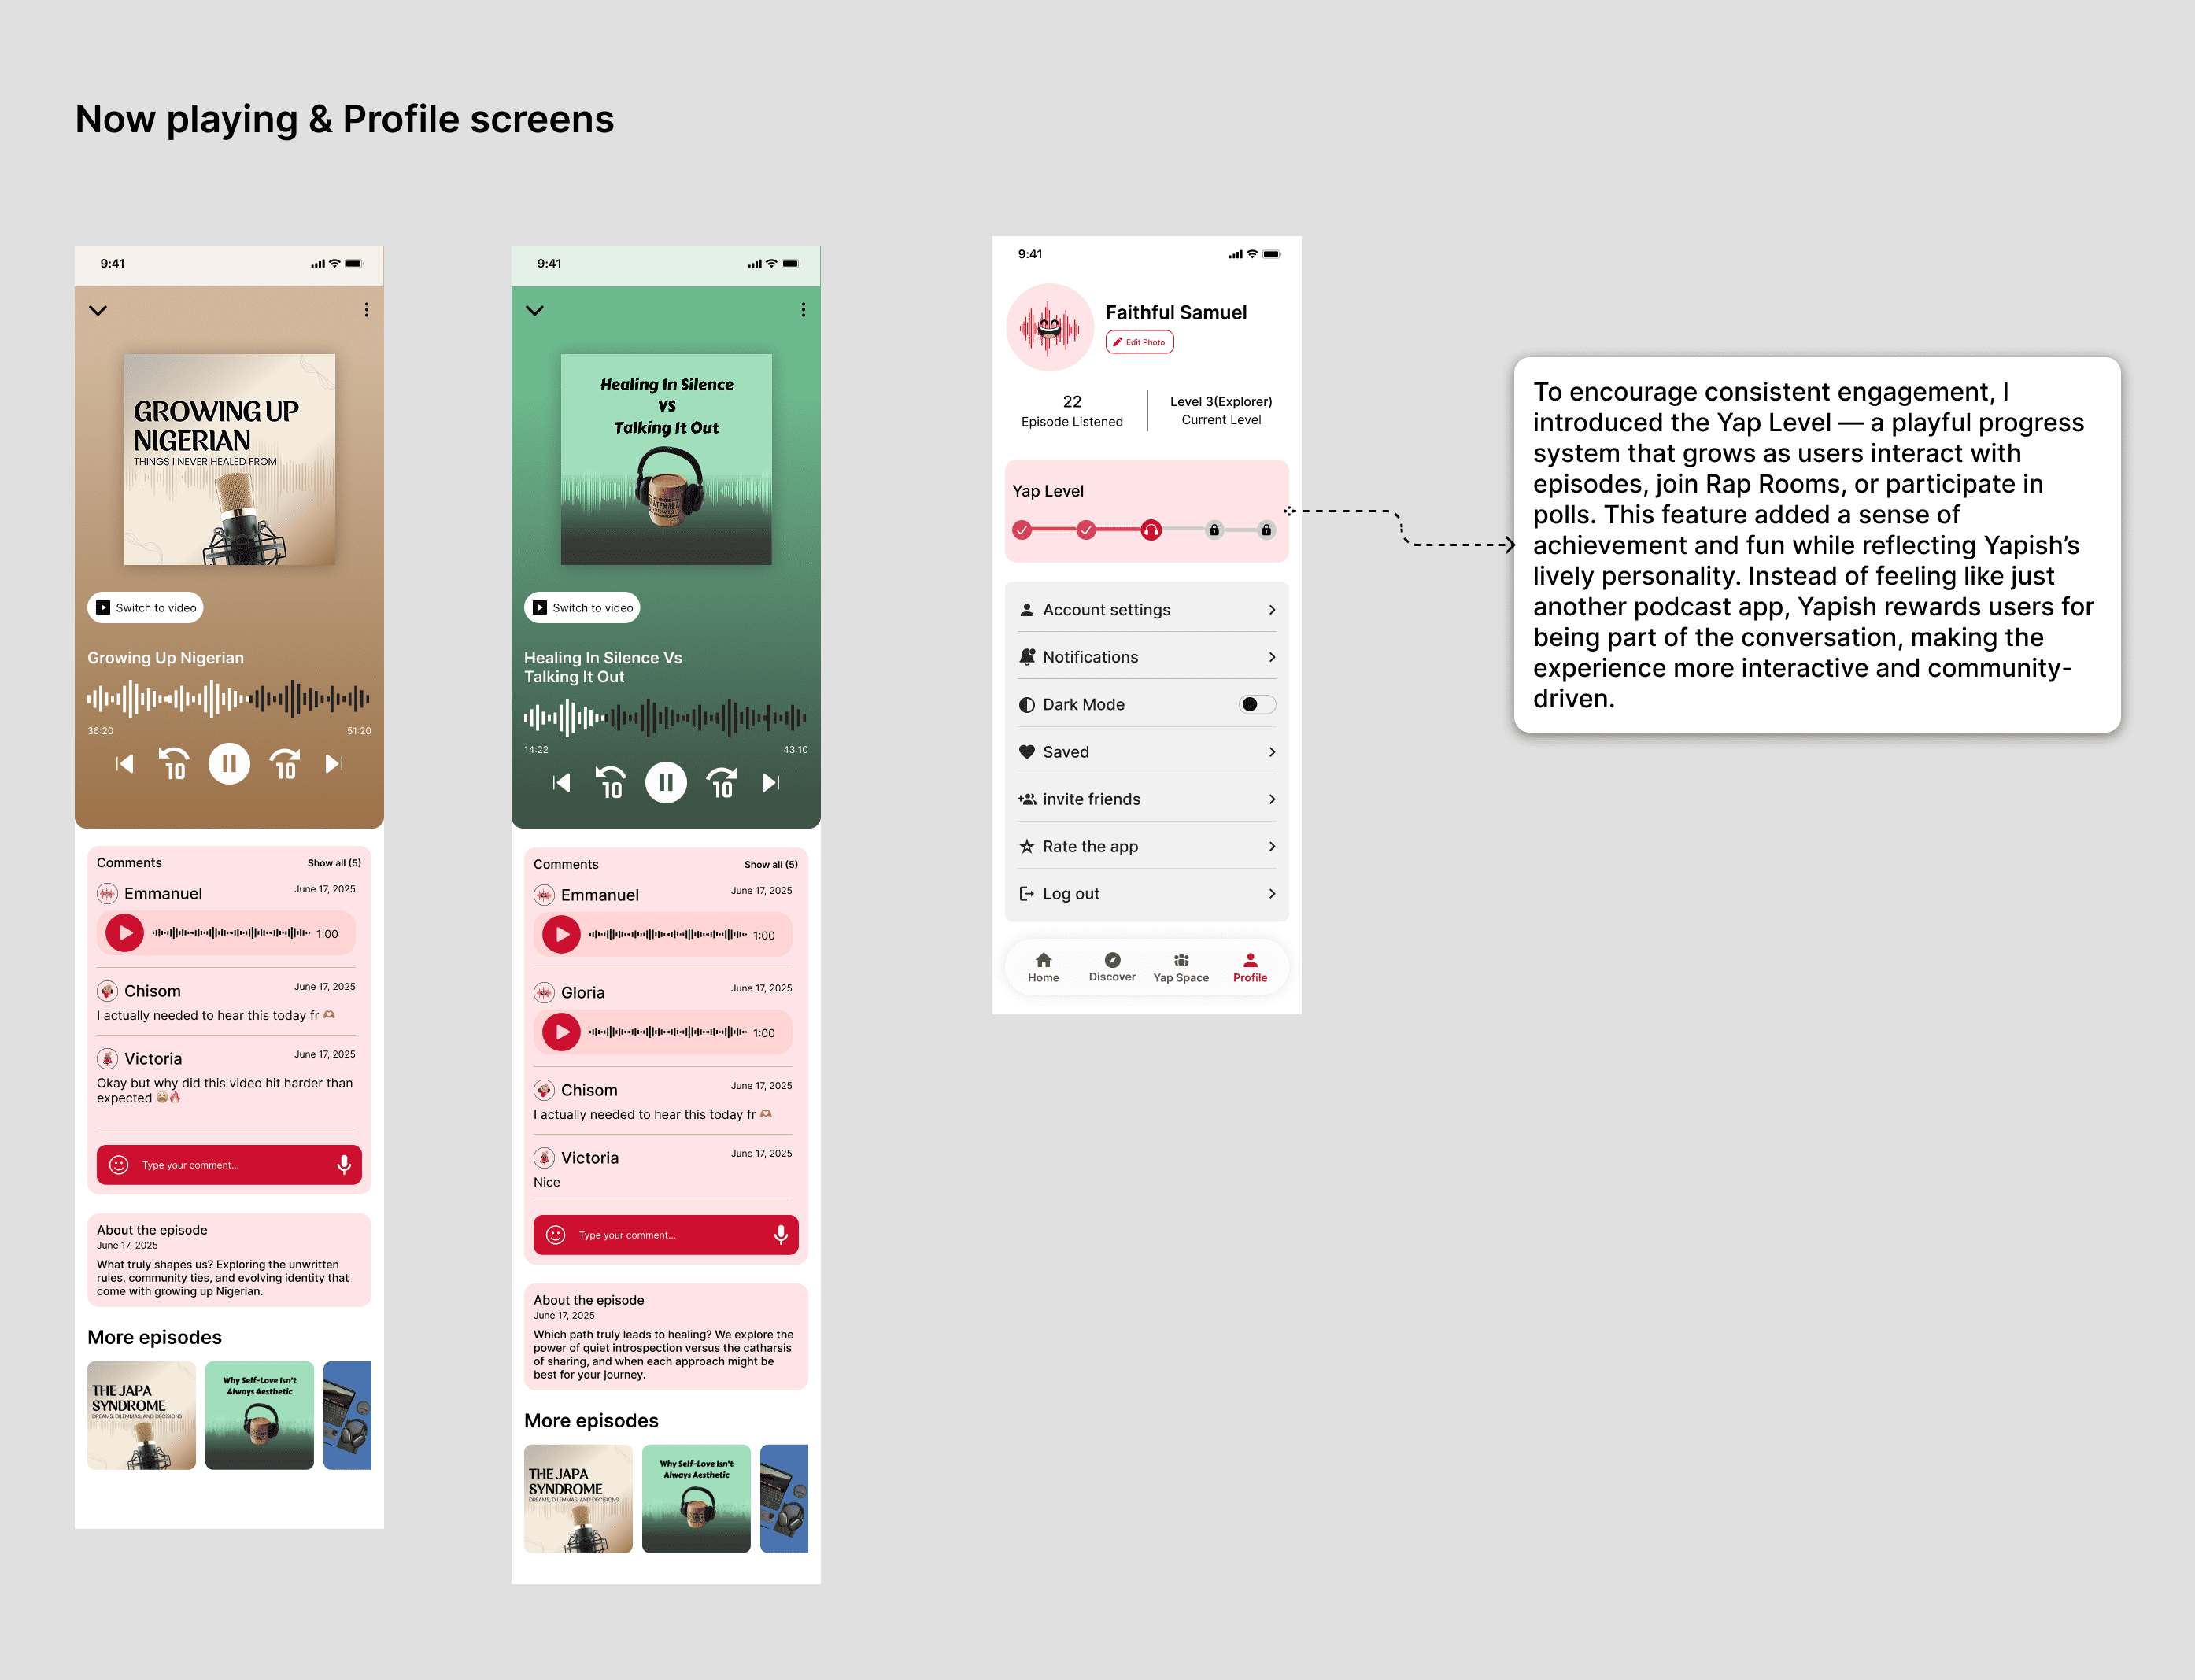 Now playing & Profile screens
9:41
GROWING UP
NIGERIAN
THINGS I NEVER HEALED FROM
Switch to video
Growing Up Nigerian
36:20
51:20
10
10
Comments
Show all (5)
Emmanuel
June 17, 2025
1:00
Chisom
June 17, 2025
I actually needed to hear this today fr 🫶🏽
Victoria
June 17, 2025
Okay but why did this video hit harder than
expected 😭🔥
Type your comment...
About the episode
June 17, 2025
What truly shapes us? Exploring the unwritten
rules, community ties, and evolving identity that
come with growing up Nigerian.
More episodes
THE JAPA
SYNDROME
DREAMS, DILEMMAS, AND DECISIONS
Why Self-Love Isn't
Always Aesthetic
9:41
Healing In Silence
VS
Talking It Out
GUATEMALA
Switch to video
Healing In Silence Vs
Talking It Out
14:22
43:10
10
10
Comments
Show all (5)
Emmanuel
June 17, 2025
1:00
Gloria
June 17, 2025
1:00
Chisom
June 17, 2025
I actually needed to hear this today fr 🫶🏽
Victoria
June 17, 2025
Nice
Type your comment...
About the episode
June 17, 2025
Which path truly leads to healing? We explore the
power of quiet introspection versus the catharsis
of sharing, and when each approach might be
best for your journey.
More episodes
THE JAPA
SYNDROME
DREAMS, DILEMMAS, AND DECISIONS
Why Self-Love Isn't
Always Aesthetic
9:41
Faithful Samuel
Edit Photo
22
Episode Listened
Level 3(Explorer)
Current Level
Yap Level
Account settings
Notifications
Dark Mode
Saved
invite friends
Rate the app
Log out
Home
Discover
Yap Space
Profile
To encourage consistent engagement, I
introduced the Yap Level — a playful progress
system that grows as users interact with
episodes, join Rap Rooms, or participate in
polls. This feature added a sense of
achievement and fun while reflecting Yapish’s
lively personality. Instead of feeling like just
another podcast app, Yapish rewards users for
being part of the conversation, making the
experience more interactive and community-
driven.